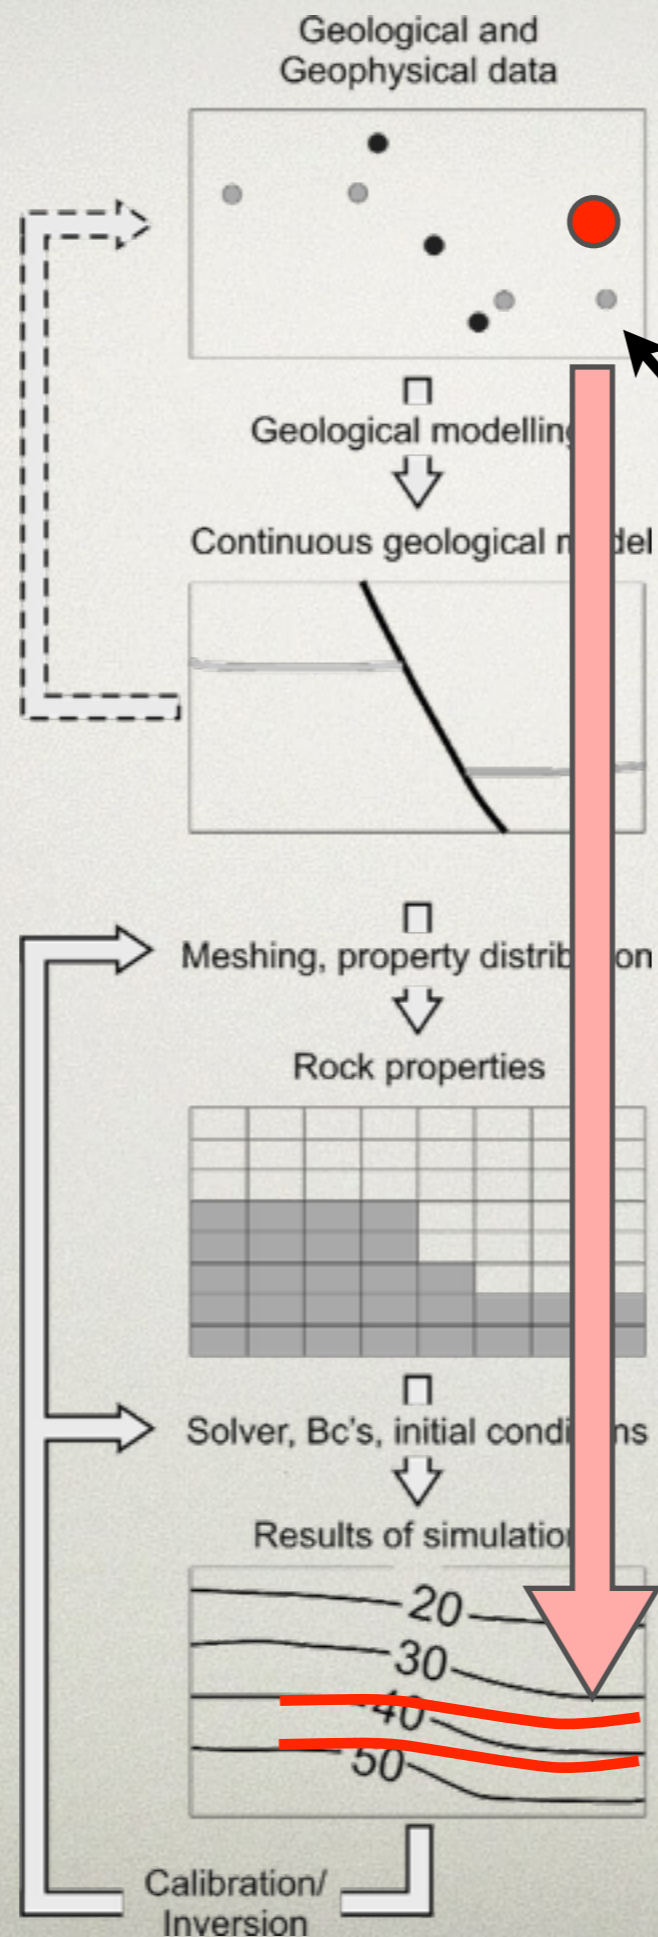 Geological and
Geophysical data
Geological modelling
Continuous geological model
Meshing, property distribution
Rock properties
Solver, Bc's, initial conditions
Results of simulation
20
30
40
50
Calibration/
Inversion